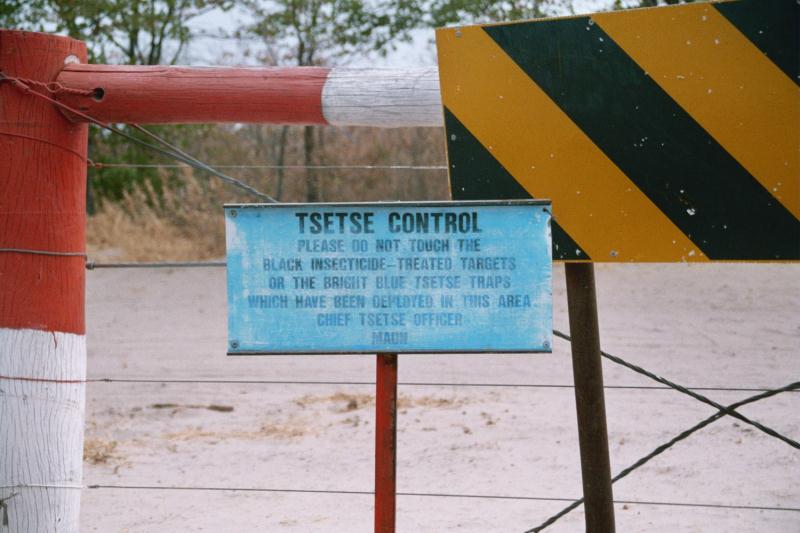 TSETSE CONTROL
PLEASE DO NOT TOUCH THE
BLACK INSECTICIDE-TREATED TARGETS
OR THE BRIGHT BLUE TSETSE TRAPS
WHICH HAVE BEEN DEPLOYED IN THIS AREA
CHIEF TSETSE OFFICER
MAUN